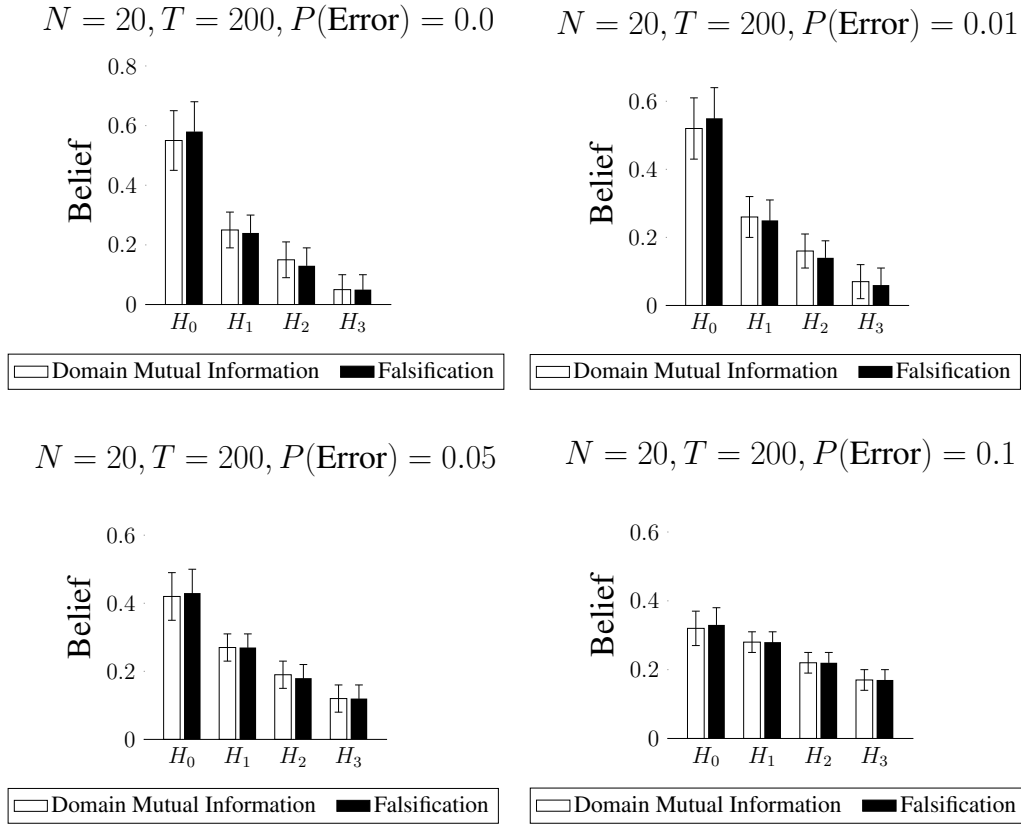 N = 20, T = 200, P(Error) = 0.0
0.8
0.6
0.4
0.2
0
Belief
H₀ H₁ H₂ H₃
Domain Mutual Information Falsification
N = 20, T = 200, P(Error) = 0.01
0.6
0.4
0.2
0
Belief
H₀ H₁ H₂ H₃
Domain Mutual Information Falsification
N = 20, T = 200, P(Error) = 0.05
0.6
0.4
0.2
0
Belief
H₀ H₁ H₂ H₃
Domain Mutual Information Falsification
N = 20, T = 200, P(Error) = 0.1
0.6
0.4
0.2
0
Belief
H₀ H₁ H₂ H₃
Domain Mutual Information Falsification